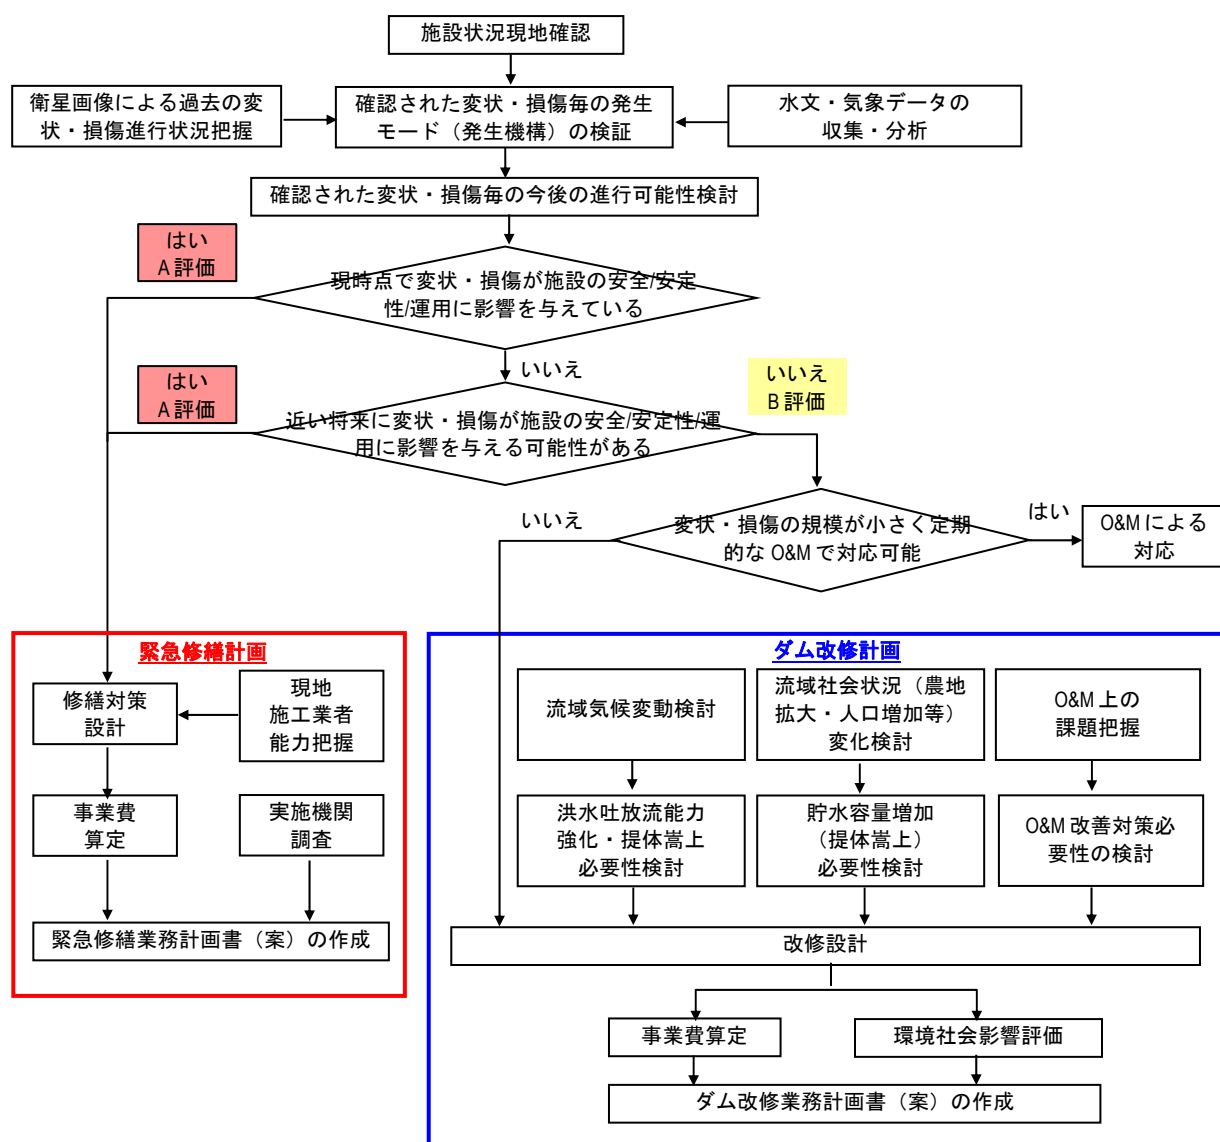 施設状況現地確認
衛星画像による過去の変
状・損傷進行状況把握
確認された変状・損傷毎の発生
モード（発生機構）の検証
水文・気象データの
収集・分析
確認された変状・損傷毎の今後の進行可能性検討
はい
A評価
現時点で変状・損傷が施設の安全/安定
性/運用に影響を与えている
いいえ
はい
A評価
いいえ
B評価
近い将来に変状・損傷が施設の安全/安定性/運
用に影響を与える可能性がある
いいえ
変状・損傷の規模が小さく定期
的な O&M で対応可能
はい
O&M による
対応
緊急修繕計画
修繕対策
設計
現地
施工業者
能力把握
事業費
算定
実施機関
調査
緊急修繕業務計画書（案）の作成
ダム改修計画
流域気候変動検討
流域社会状況（農地
拡大・人口増加等）
変化検討
O&M 上の
課題把握
洪水吐放流能力
強化・提体嵩上
必要性検討
貯水容量増加
（提体嵩上）
必要性検討
O&M 改善対策必
要性の検討
改修設計
事業費算定
環境社会影響評価
ダム改修業務計画書（案）の作成